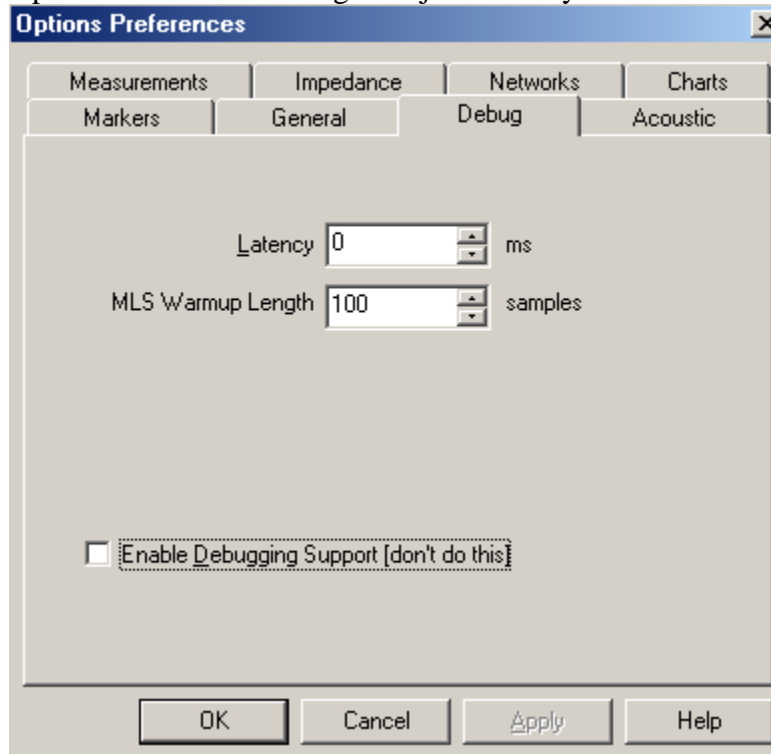 Options Preferences
Measurements Impedance Networks Charts
Markers General Debug Acoustic
Latency 0 ms
MLS Warmup Length 100 samples
Enable Debugging Support [don't do this]
OK Cancel Apply Help